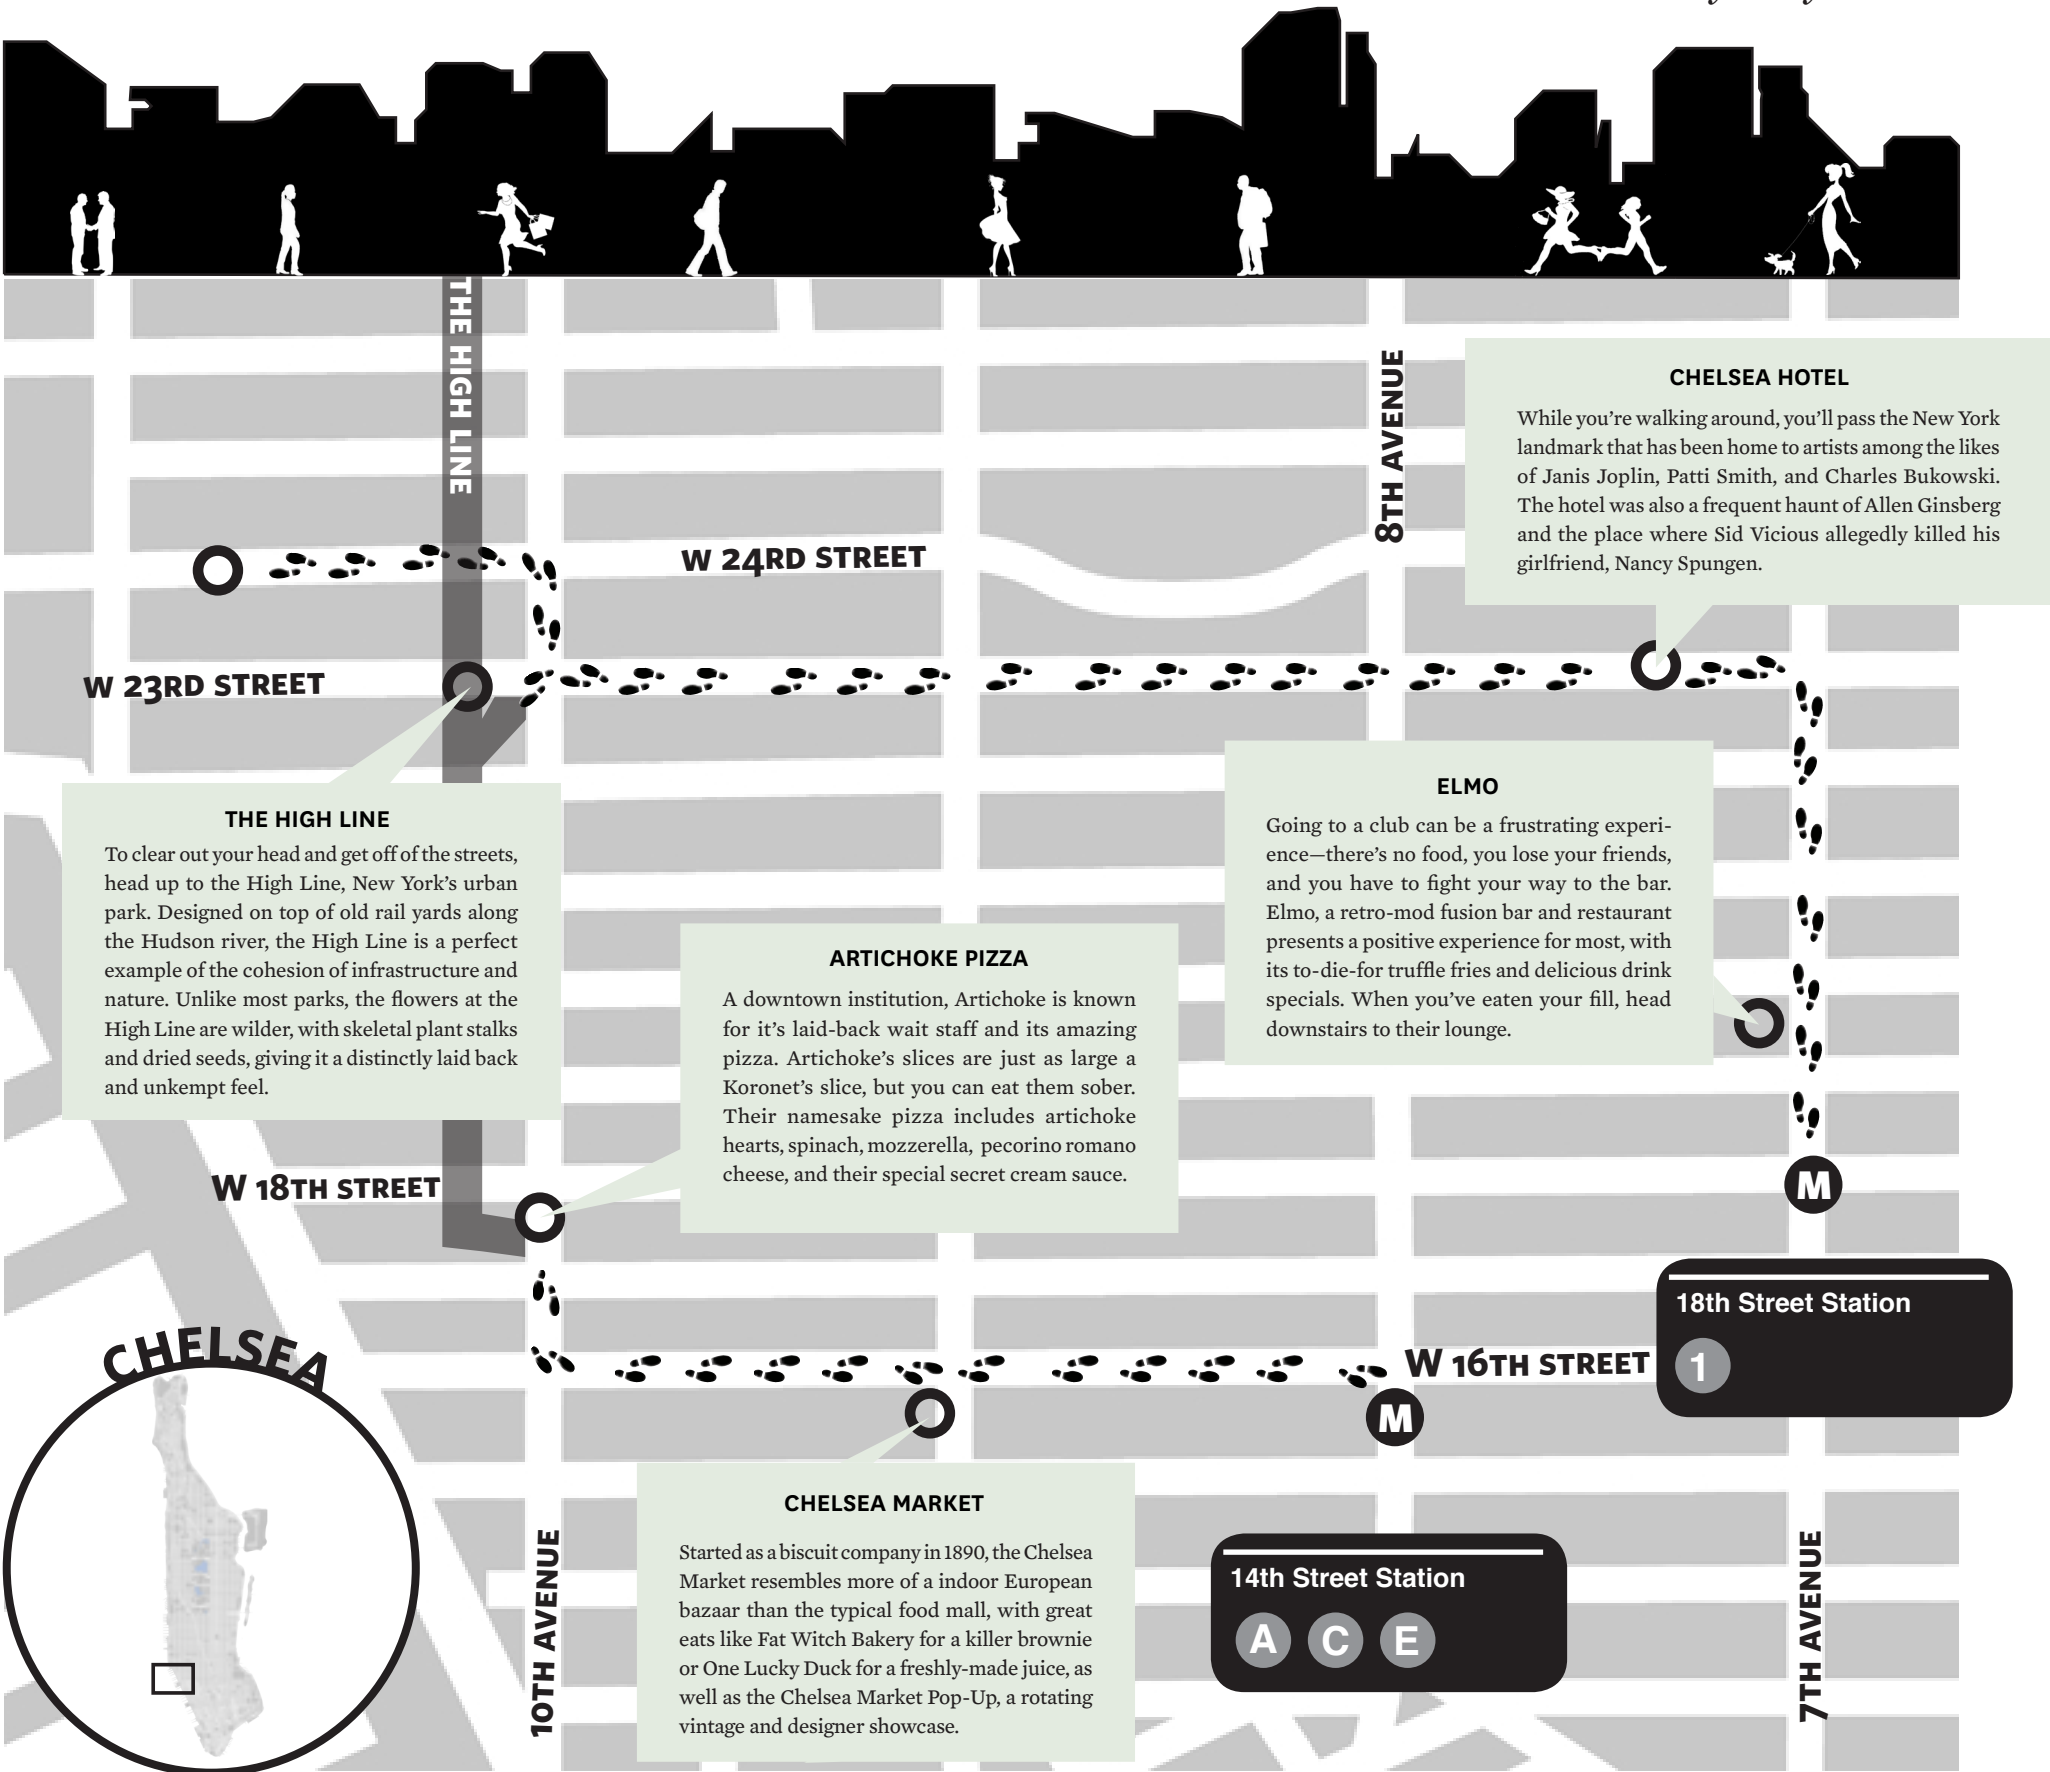 THE HIGH LINE
8TH AVENUE
CHELSEA HOTEL
While you're walking around, you'll pass the New York
landmark that has been home to artists among the likes
of Janis Joplin, Patti Smith, and Charles Bukowski.
The hotel was also a frequent haunt of Allen Ginsberg
and the place where Sid Vicious allegedly killed his
girlfriend, Nancy Spungen.
W 24RD STREET
W 23RD STREET
ELMO
Going to a club can be a frustrating experi-
ence—there's no food, you lose your friends,
and you have to fight your way to the bar.
Elmo, a retro-mod fusion bar and restaurant
presents a positive experience for most, with
its to-die-for truffle fries and delicious drink
specials. When you've eaten your fill, head
downstairs to their lounge.
THE HIGH LINE
To clear out your head and get off of the streets,
head up to the High Line, New York's urban
park. Designed on top of old rail yards along
the Hudson river, the High Line is a perfect
example of the cohesion of infrastructure and
nature. Unlike most parks, the flowers at the
High Line are wilder, with skeletal plant stalks
and dried seeds, giving it a distinctly laid back
and unkempt feel.
ARTICHOKE PIZZA
A downtown institution, Artichoke is known
for it's laid-back wait staff and its amazing
pizza. Artichoke's slices are just as large a
Koronet's slice, but you can eat them sober.
Their namesake pizza includes artichoke
hearts, spinach, mozzerella, pecorino romano
cheese, and their special secret cream sauce.
W 18TH STREET
M
18th Street Station
1
W 16TH STREET
M
CHELSEA
CHELSEA MARKET
Started as a biscuit company in 1890, the Chelsea
Market resembles more of a indoor European
bazaar than the typical food mall, with great
eats like Fat Witch Bakery for a killer brownie
or One Lucky Duck for a freshly-made juice, as
well as the Chelsea Market Pop-Up, a rotating
vintage and designer showcase.
14th Street Station
A C E
10TH AVENUE
7TH AVENUE